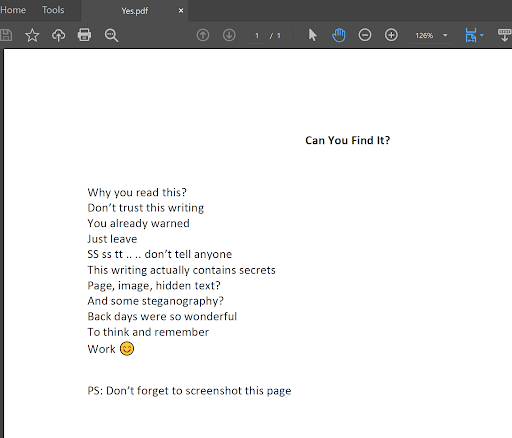 Home Tools Yes.pdf ×
1 / 1 126%
Can You Find It?
Why you read this?
Don’t trust this writing
You already warned
Just leave
SS ss tt .. .. don’t tell anyone
This writing actually contains secrets
Page, image, hidden text?
And some steganography?
Back days were so wonderful
To think and remember
Work 😊
PS: Don’t forget to screenshot this page